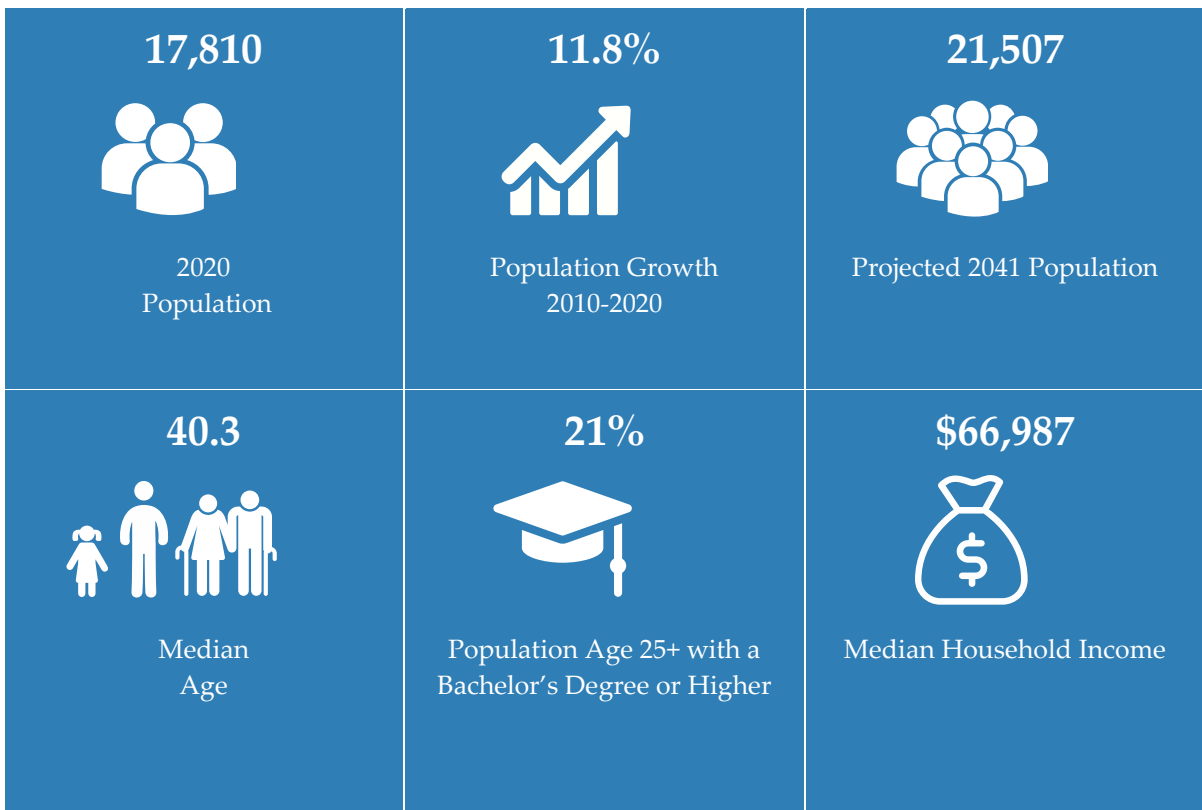 17,810
2020
Population
11.8%
Population Growth
2010-2020
21,507
Projected 2041 Population
40.3
Median
Age
21%
Population Age 25+ with a
Bachelor’s Degree or Higher
$66,987
$
Median Household Income